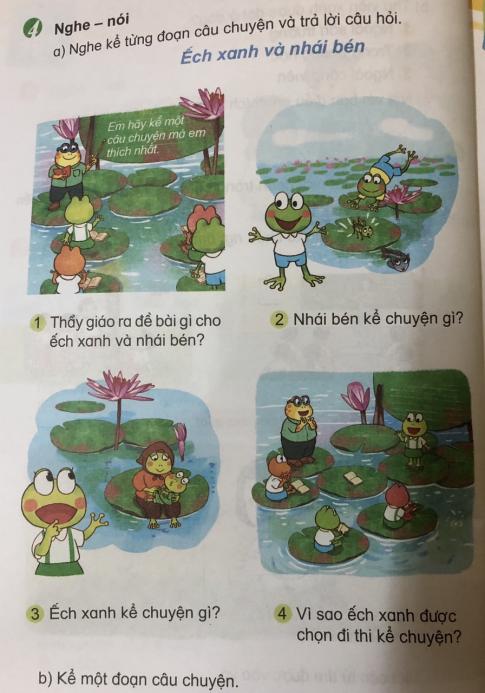 4 Nghe – nói
a) Nghe kể từng đoạn câu chuyện và trả lời câu hỏi.
Ếch xanh và nhái bén
Em hãy kể một
câu chuyện mà em
thích nhất.
1 Thầy giáo ra đề bài gì cho
ếch xanh và nhái bén?
2 Nhái bén kể chuyện gì?
3 Ếch xanh kể chuyện gì?
4 Vì sao ếch xanh được
chọn đi thi kể chuyện?
b) Kể một đoạn câu chuyện.